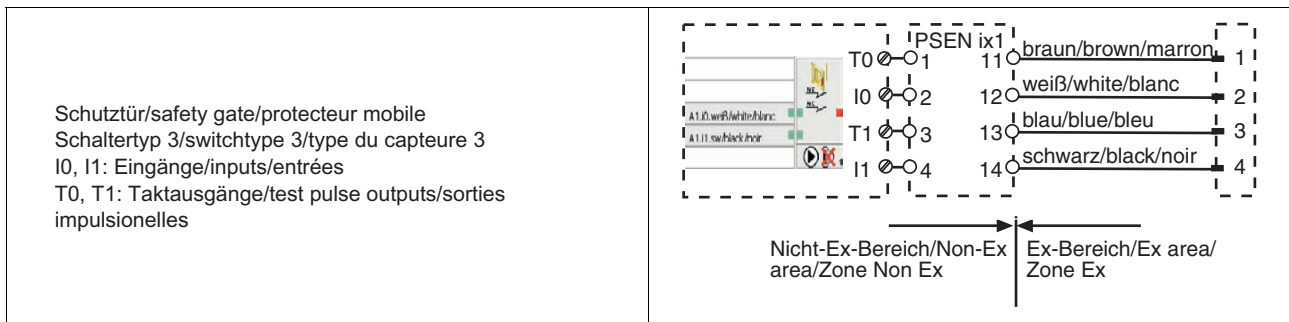 Schutztür/safety gate/protecteur mobile
Schaltertyp 3/switchtype 3/type du capteure 3
I0, I1: Eingänge/inputs/entrées
T0, T1: Taktausgänge/test pulse outputs/sorties
impulsionelles
PSEN ix1
T0 1 11 braun/brown/marron 1
I0 2 12 weiß/white/blanc 2
T1 3 13 blau/blue/bleu 3
I1 4 14 schwarz/black/noir 4
NC
NC
A1.i0.weß/white/blanc
A1.I1.sw/black/noir
Nicht-Ex-Bereich/Non-Ex
area/Zone Non Ex
Ex-Bereich/Ex area/
Zone Ex